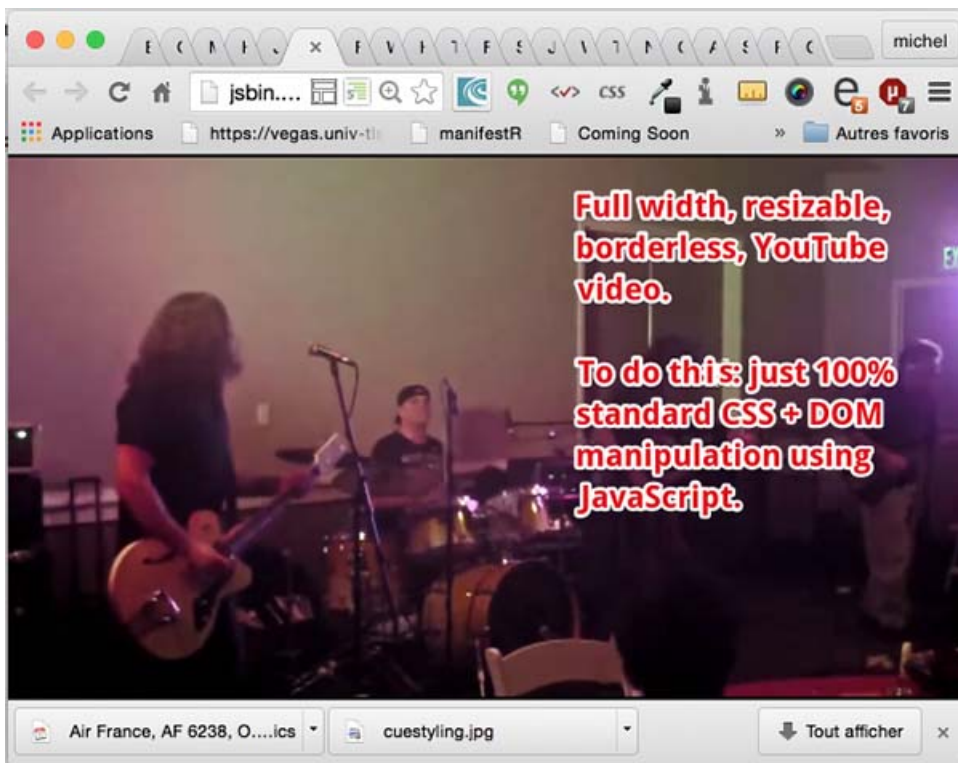 michel
jsbin....
css
5
7
Applications
https://vegas.univ-tl
manifestR
Coming Soon
»
Autres favoris
Full width, resizable,
borderless, YouTube
video.
To do this: just 100%
standard CSS + DOM
manipulation using
JavaScript.
Air France, AF 6238, O....ics
cuestyling.jpg
Tout afficher